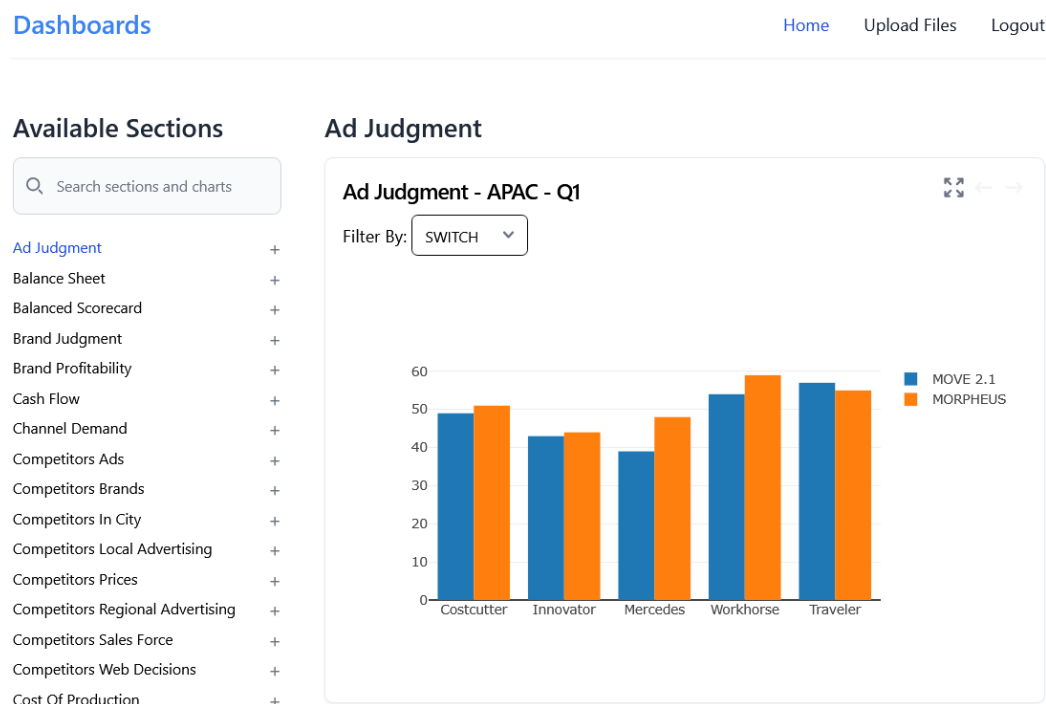 Dashboards
Home Upload Files Logout
Available Sections
Search sections and charts
Ad Judgment +
Balance Sheet +
Balanced Scorecard +
Brand Judgment +
Brand Profitability +
Cash Flow +
Channel Demand +
Competitors Ads +
Competitors Brands +
Competitors In City +
Competitors Local Advertising +
Competitors Prices +
Competitors Regional Advertising +
Competitors Sales Force +
Competitors Web Decisions +
Cost Of Production +
Ad Judgment
Ad Judgment - APAC - Q1
Filter By: SWITCH
60
50
40
30
20
10
0
Costcutter Innovator Mercedes Workhorse Traveler
MOVE 2.1
MORPHEUS